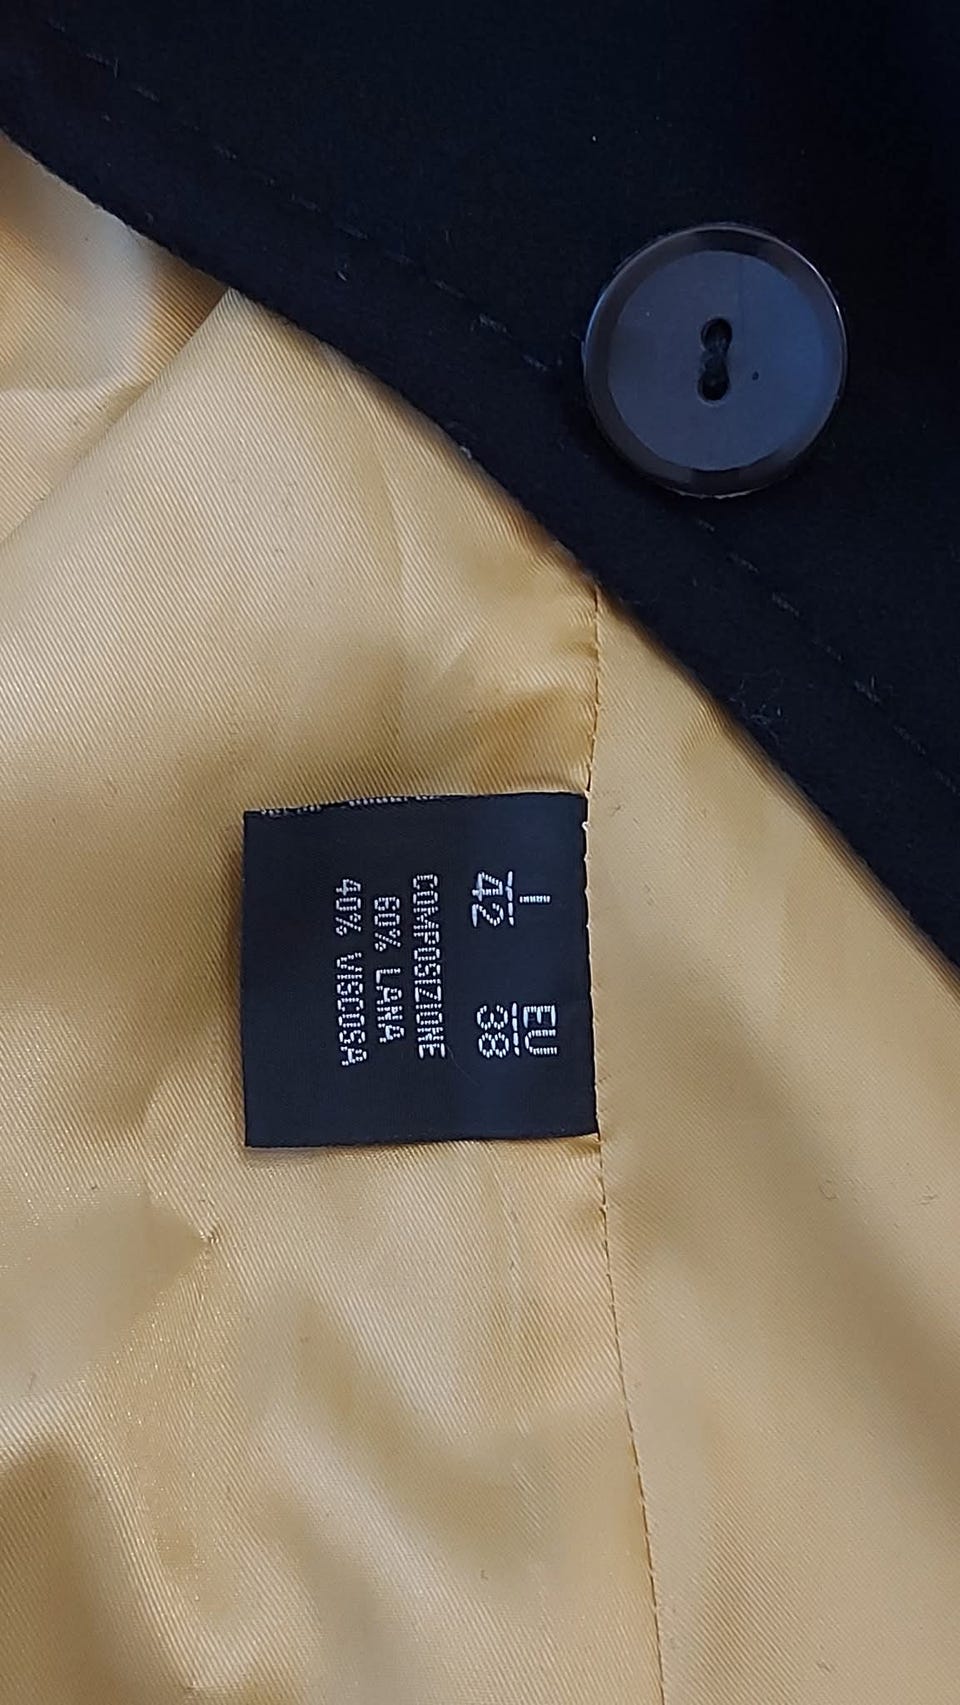 I EU
42 38
COMPOSIZIONE
60% LANA
40% VISCOSA